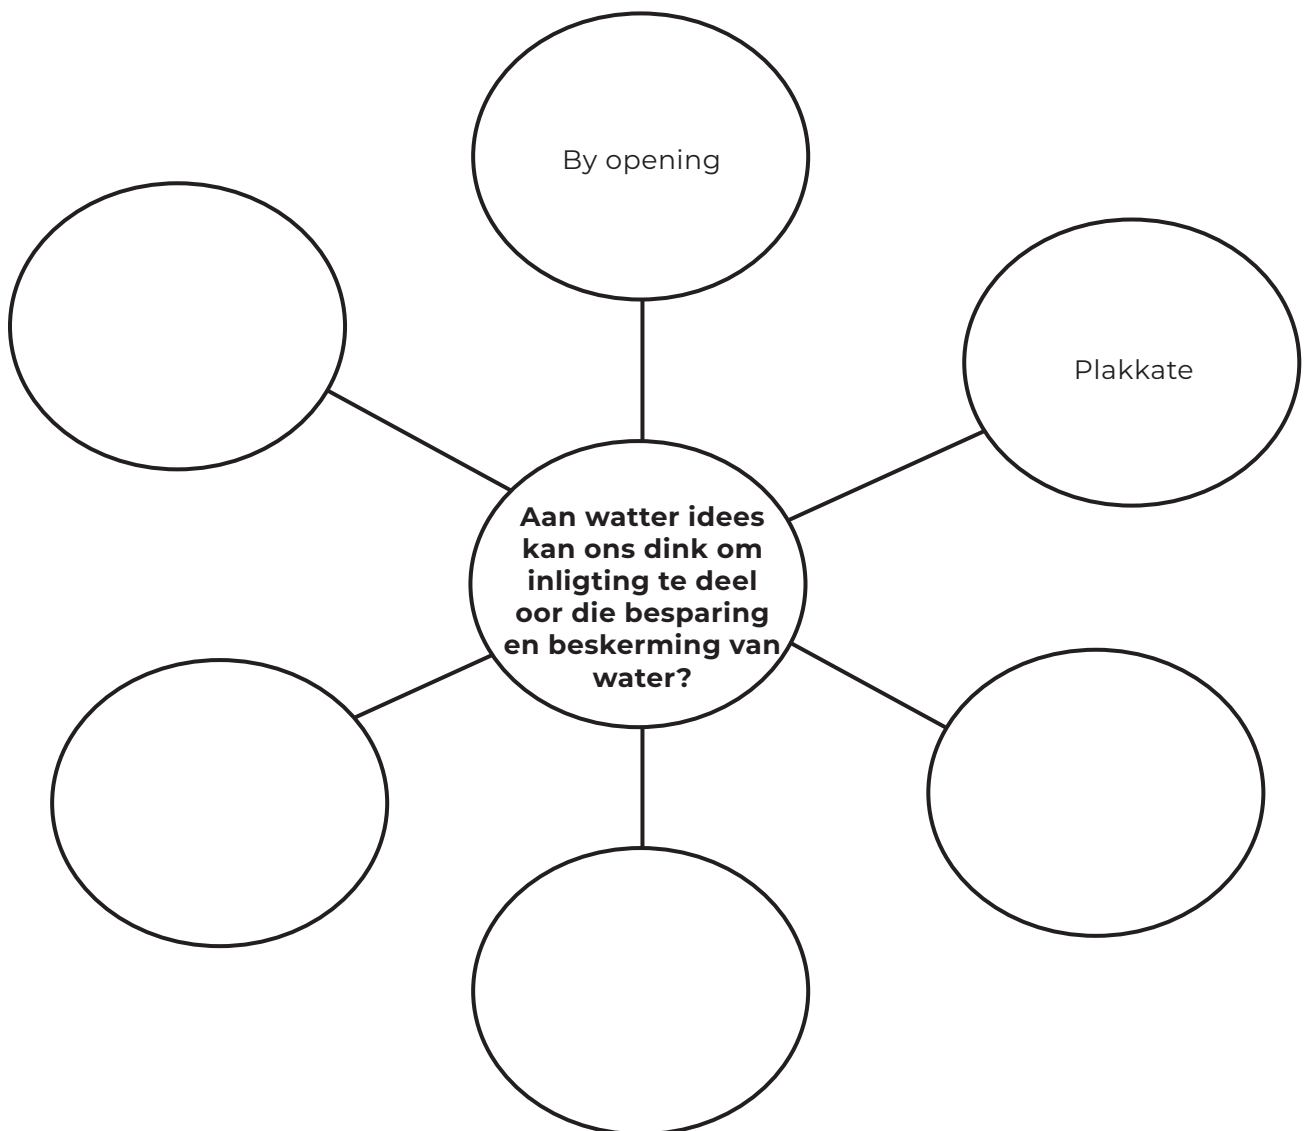 By opening
Plakkate
Aan watter idees
kan ons dink om
inligting te deel
oor die besparing
en beskerming van
water?